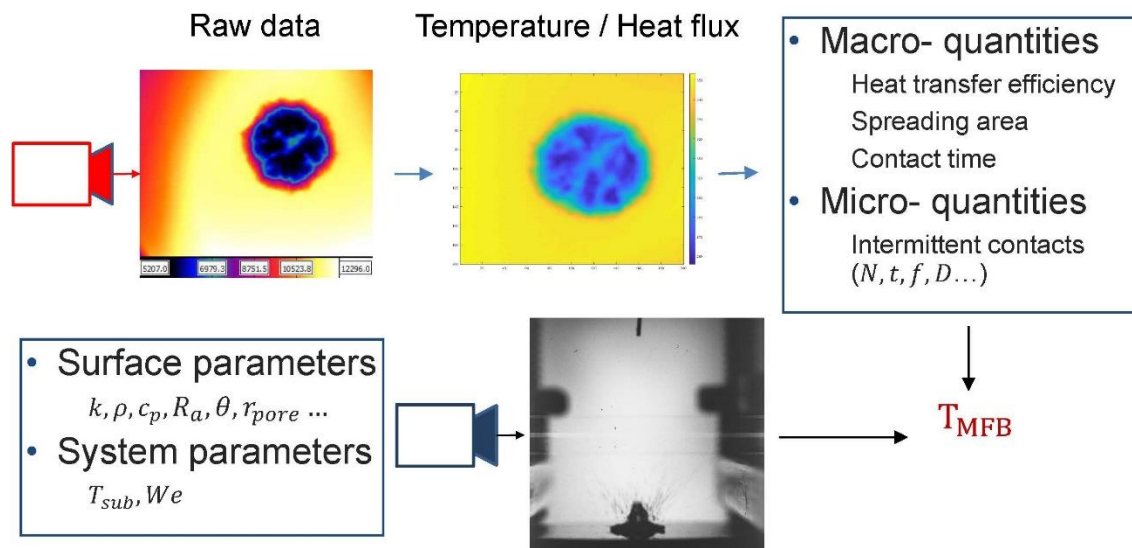 Raw data
Temperature / Heat flux
5207.0 6979.3 8751.5 10523.8 12296.0
• Macro- quantities
Heat transfer efficiency
Spreading area
Contact time
• Micro- quantities
Intermittent contacts
(N, t, f, D…)
• Surface parameters
k, ρ, c_p, R_a, θ, r_pore …
• System parameters
T_sub, We
T_MFB